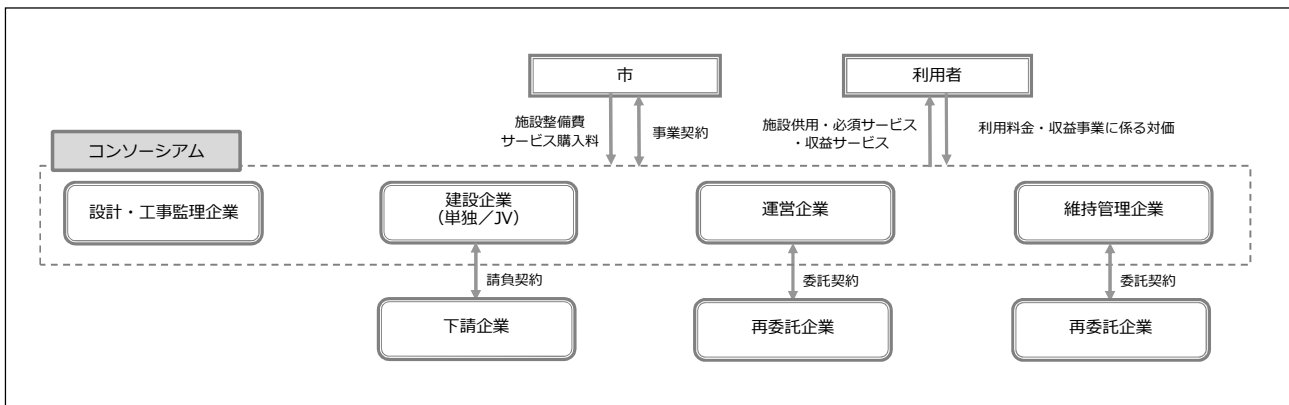 市
利用者
施設整備費
サービス購入料
事業契約
施設供用・必須サービス
・収益サービス
利用料金・収益事業に係る対価
コンソーシアム
設計・工事監理企業
建設企業
(単独／JV)
運営企業
維持管理企業
請負契約
委託契約
委託契約
下請企業
再委託企業
再委託企業